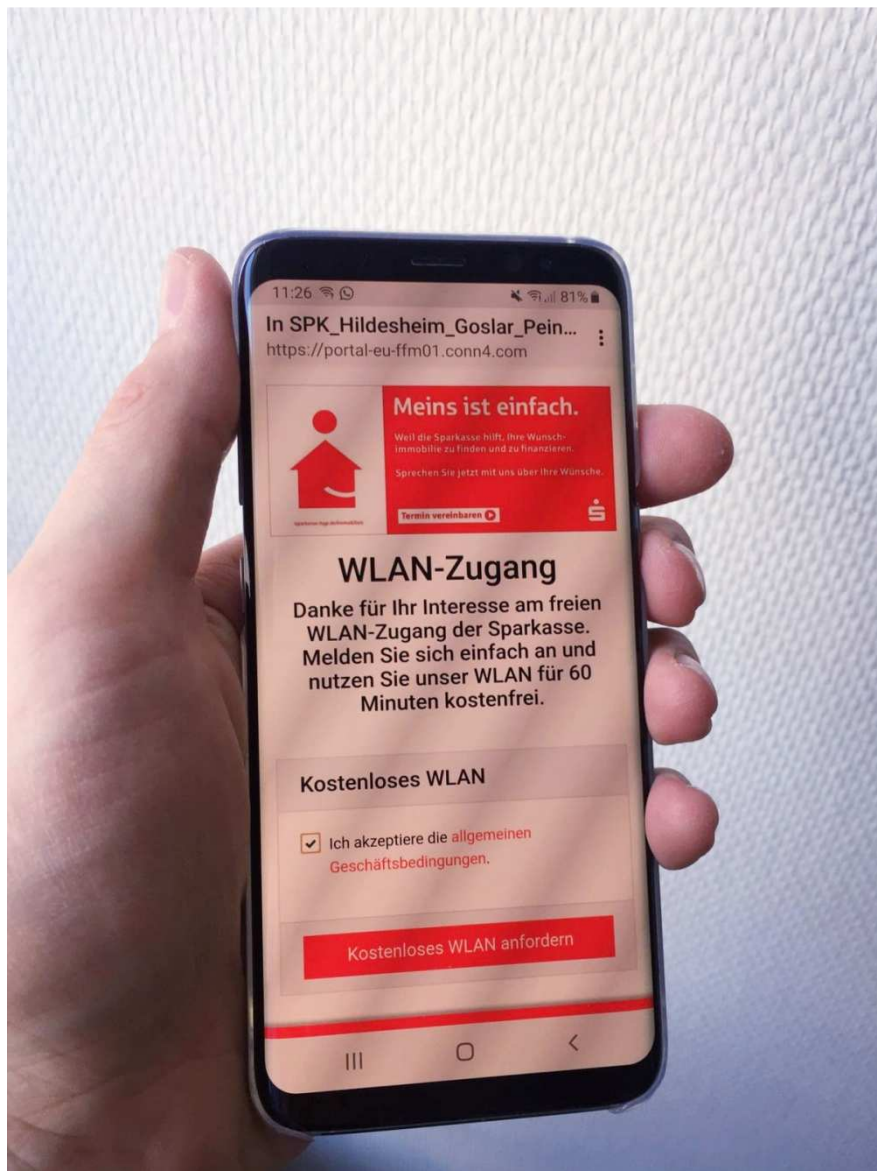 11:26 81%
In SPK_Hildesheim_Goslar_Pein...
https://portal-eu-ffm01.conn4.com
Meins ist einfach.
Weil die Sparkasse hilft, Ihre Wunsch-
immobilie zu finden und zu finanzieren.
Sprechen Sie jetzt mit uns über Ihre Wünsche.
Termin vereinbaren
WLAN-Zugang
Danke für Ihr Interesse am freien
WLAN-Zugang der Sparkasse.
Melden Sie sich einfach an und
nutzen Sie unser WLAN für 60
Minuten kostenfrei.
Kostenloses WLAN
Ich akzeptiere die allgemeinen
Geschäftsbedingungen.
Kostenloses WLAN anfordern